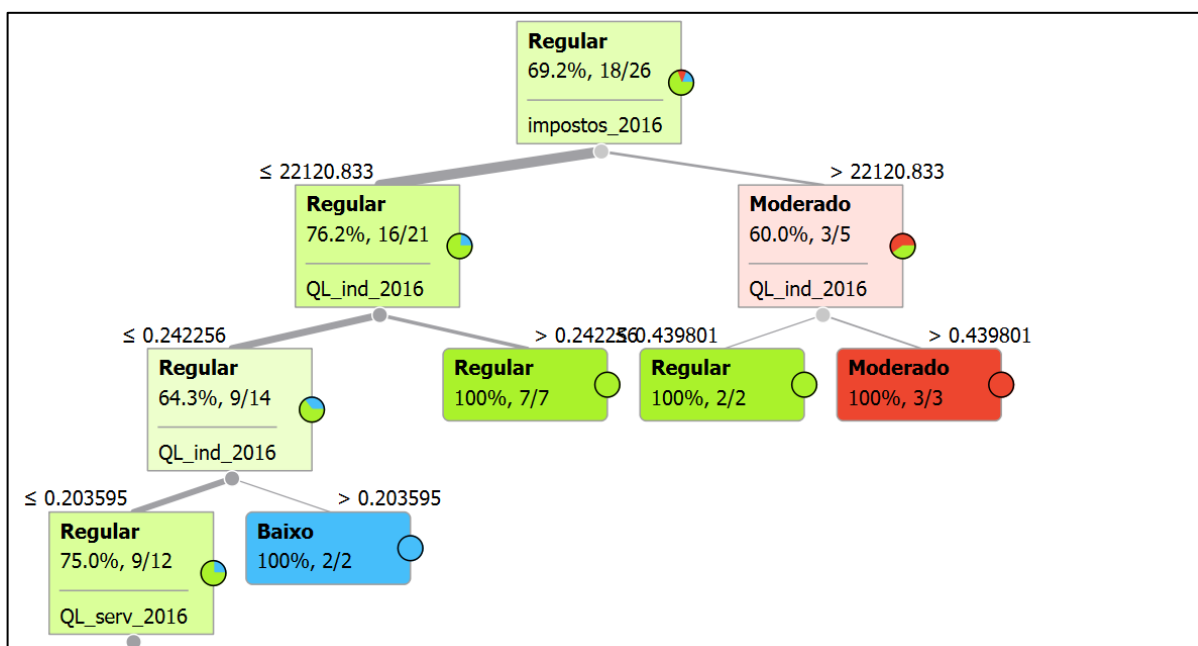 Regular
69.2%, 18/26
impostos_2016
≤ 22120.833
> 22120.833
Regular
76.2%, 16/21
QL_ind_2016
Moderado
60.0%, 3/5
QL_ind_2016
≤ 0.242256
> 0.242256
≤ 0.439801
> 0.439801
Regular
64.3%, 9/14
QL_ind_2016
Regular
100%, 7/7
Regular
100%, 2/2
Moderado
100%, 3/3
≤ 0.203595
> 0.203595
Regular
75.0%, 9/12
QL_serv_2016
Baixo
100%, 2/2